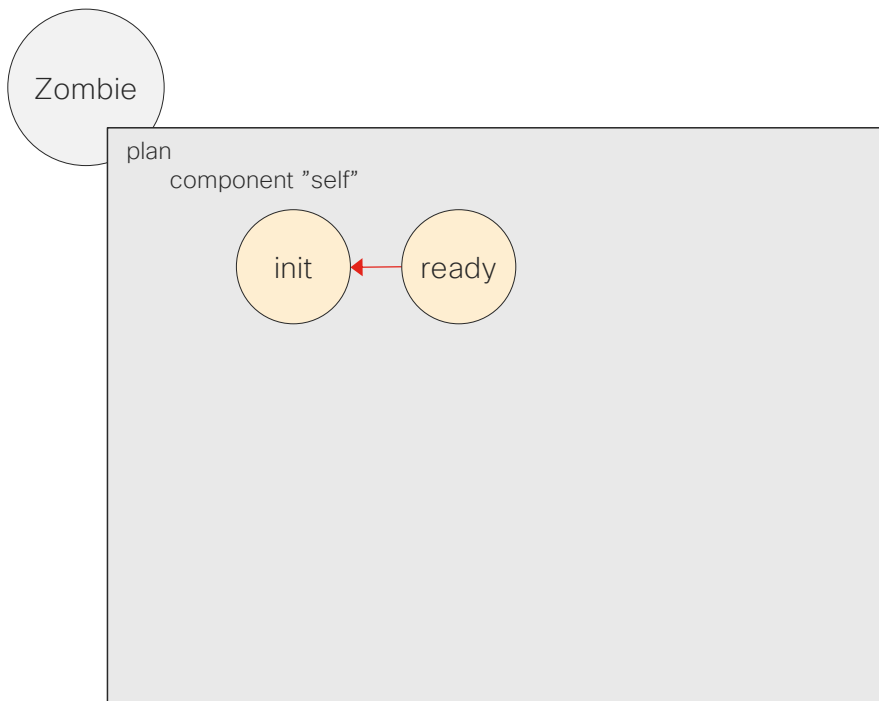 Zombie
plan
component ”self”
init
ready